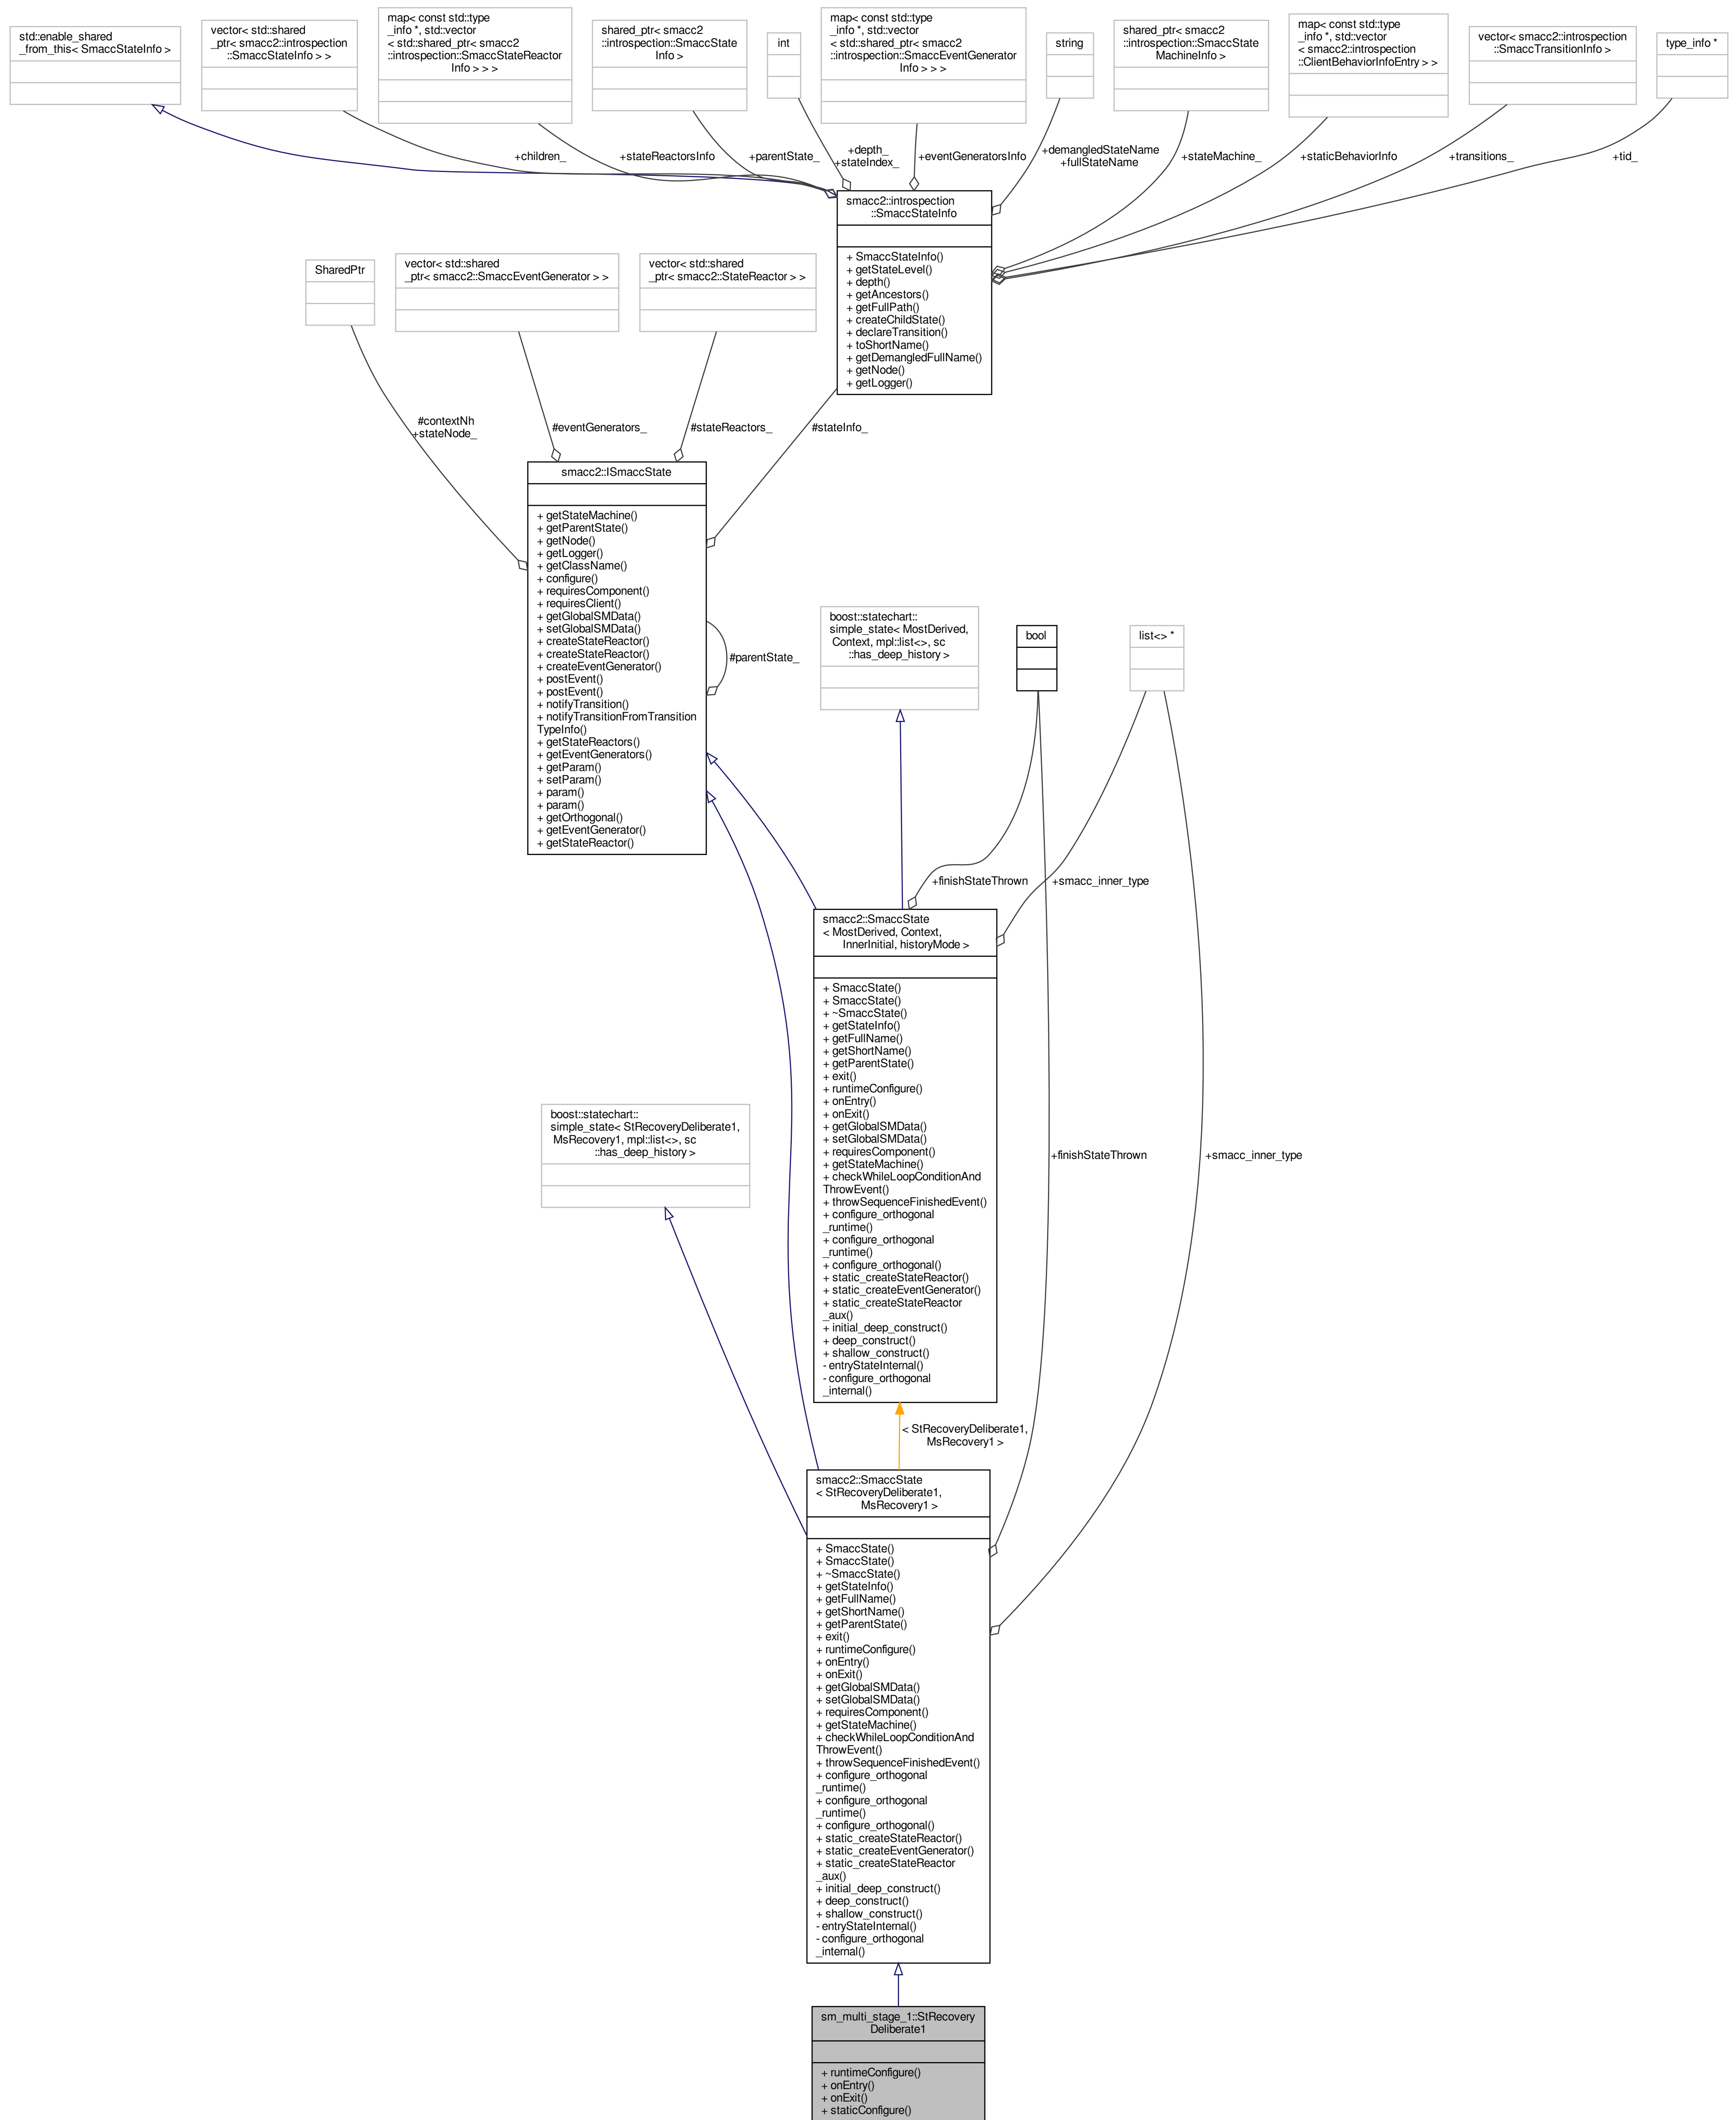 std::enable_shared
_from_this< SmaccStateInfo >
vector< std::shared
_ptr< smacc2::introspection
::SmaccStateInfo > >
map< const std::type
_info *, std::vector
< std::shared_ptr< smacc2
::introspection::SmaccStateReactor
Info > > >
shared_ptr< smacc2
::introspection::SmaccState
Info >
int
map< const std::type
_info *, std::vector
< std::shared_ptr< smacc2
::introspection::SmaccEventGenerator
Info > > >
string
shared_ptr< smacc2
::introspection::SmaccState
MachineInfo >
map< const std::type
_info *, std::vector
< smacc2::introspection
::ClientBehaviorInfoEntry > >
vector< smacc2::introspection
::SmaccTransitionInfo >
type_info *
+children_
+stateReactorsInfo
+parentState_
+depth_
+stateIndex_
+eventGeneratorsInfo
+demangledStateName
+fullStateName
+stateMachine_
+staticBehaviorInfo
+transitions_
+tid_
smacc2::introspection
::SmaccStateInfo
+ SmaccStateInfo()
+ getStateLevel()
+ depth()
+ getAncestors()
+ getFullPath()
+ createChildState()
+ declareTransition()
+ toShortName()
+ getDemangledFullName()
+ getNode()
+ getLogger()
SharedPtr
vector< std::shared
_ptr< smacc2::SmaccEventGenerator > >
vector< std::shared
_ptr< smacc2::StateReactor > >
#contextNh
+stateNode_
#eventGenerators_
#stateReactors_
#stateInfo_
smacc2::ISmaccState
+ getStateMachine()
+ getParentState()
+ getNode()
+ getLogger()
+ getClassName()
+ configure()
+ requiresComponent()
+ requiresClient()
+ getGlobalSMData()
+ setGlobalSMData()
+ createStateReactor()
+ createStateReactor()
+ createEventGenerator()
+ postEvent()
+ postEvent()
+ notifyTransition()
+ notifyTransitionFromTransition
TypeInfo()
+ getStateReactors()
+ getEventGenerators()
+ getParam()
+ setParam()
+ param()
+ param()
+ getOrthogonal()
+ getEventGenerator()
+ getStateReactor()
#parentState_
boost::statechart::
simple_state< MostDerived,
Context, mpl::list<>, sc
::has_deep_history >
bool
list<> *
+finishStateThrown
+smacc_inner_type
smacc2::SmaccState
< MostDerived, Context,
InnerInitial, historyMode >
+ SmaccState()
+ SmaccState()
+ ~SmaccState()
+ getStateInfo()
+ getFullName()
+ getShortName()
+ getParentState()
+ exit()
+ runtimeConfigure()
+ onEntry()
+ onExit()
+ getGlobalSMData()
+ setGlobalSMData()
+ requiresComponent()
+ getStateMachine()
+ checkWhileLoopConditionAnd
ThrowEvent()
+ throwSequenceFinishedEvent()
+ configure_orthogonal
_runtime()
+ configure_orthogonal
_runtime()
+ configure_orthogonal()
+ static_createStateReactor()
+ static_createEventGenerator()
+ static_createStateReactor
_aux()
+ initial_deep_construct()
+ deep_construct()
+ shallow_construct()
- entryStateInternal()
- configure_orthogonal
_internal()
boost::statechart::
simple_state< StRecoveryDeliberate1,
MsRecovery1, mpl::list<>, sc
::has_deep_history >
+finishStateThrown
+smacc_inner_type
< StRecoveryDeliberate1,
MsRecovery1 >
smacc2::SmaccState
< StRecoveryDeliberate1,
MsRecovery1 >
+ SmaccState()
+ SmaccState()
+ ~SmaccState()
+ getStateInfo()
+ getFullName()
+ getShortName()
+ getParentState()
+ exit()
+ runtimeConfigure()
+ onEntry()
+ onExit()
+ getGlobalSMData()
+ setGlobalSMData()
+ requiresComponent()
+ getStateMachine()
+ checkWhileLoopConditionAnd
ThrowEvent()
+ throwSequenceFinishedEvent()
+ configure_orthogonal
_runtime()
+ configure_orthogonal
_runtime()
+ configure_orthogonal()
+ static_createStateReactor()
+ static_createEventGenerator()
+ static_createStateReactor
_aux()
+ initial_deep_construct()
+ deep_construct()
+ shallow_construct()
- entryStateInternal()
- configure_orthogonal
_internal()
sm_multi_stage_1::StRecovery
Deliberate1
+ runtimeConfigure()
+ onEntry()
+ onExit()
+ staticConfigure()